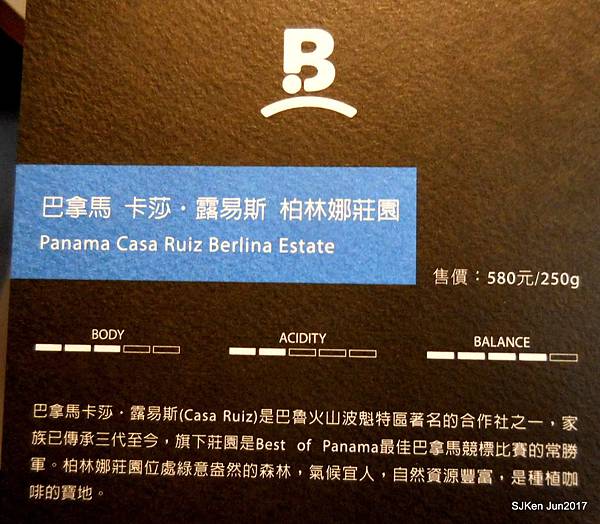 B
巴拿馬 卡莎‧露易斯 柏林娜莊園
Panama Casa Ruiz Berlina Estate
售價：580元/250g
BODY ACIDITY BALANCE
巴拿馬卡莎‧露易斯(Casa Ruiz)是巴魯火山波魁特區著名的合作社之一，家
族已傳承三代至今，旗下莊園是Best of Panama最佳巴拿馬競標比賽的常勝
軍。柏林娜莊園位處綠意盎然的森林，氣候宜人，自然資源豐富，是種植咖
啡的寶地。
SJKen Jun2017